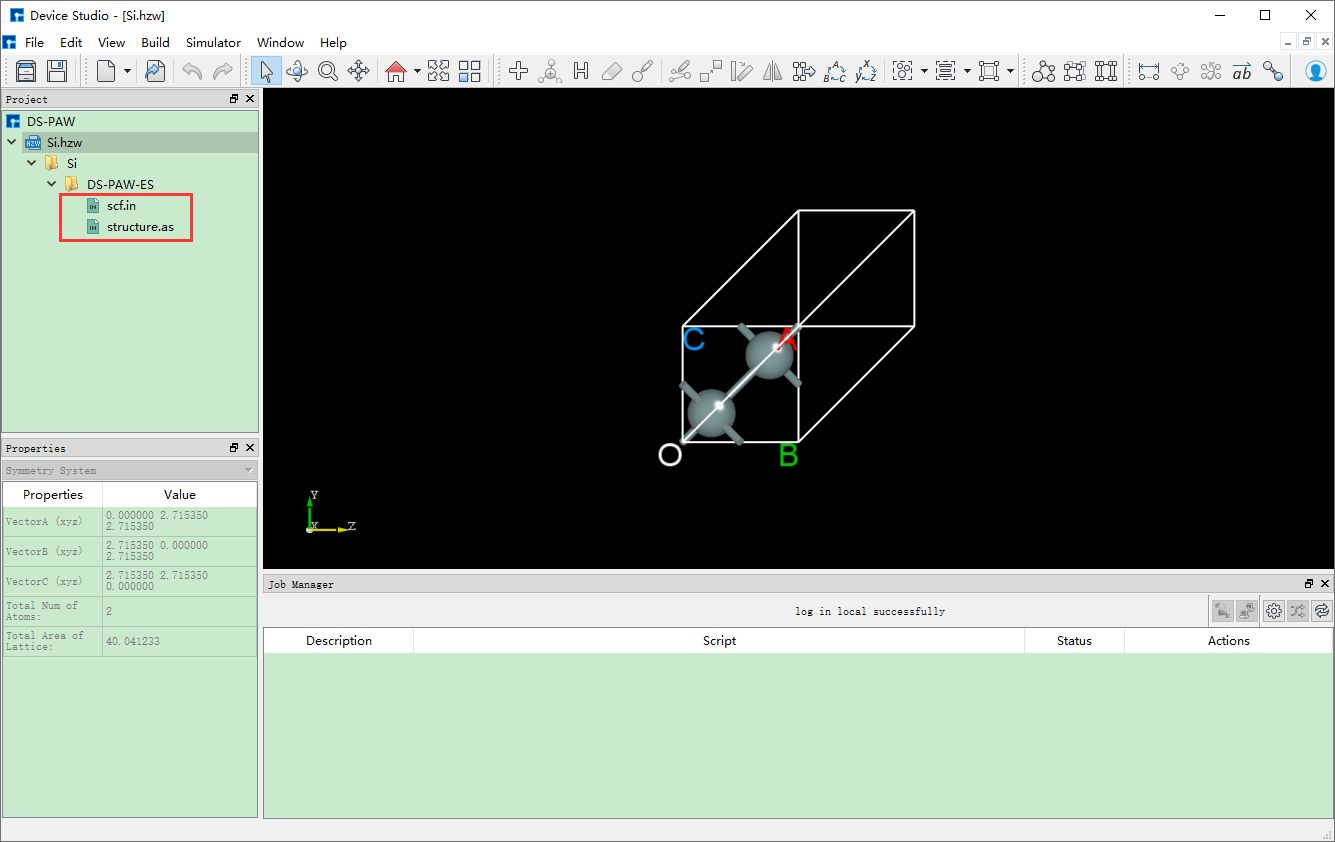 Device Studio - [Si.hzw]
File Edit View Build Simulator Window Help
Project
DS-PAW
Si.hzw
Si
DS-PAW-ES
scf.in
structure.as
Properties
Symmetry System
Properties Value
VectorA (xyz) 0.000000 2.715350
2.715350
VectorB (xyz) 2.715350 0.000000
2.715350
VectorC (xyz) 2.715350 2.715350
0.000000
Total Num of
Atoms: 2
Total Area of
Lattice: 40.041233
C A
O B
Y
X Z
Job Manager
log in local successfully
Description Script Status Actions